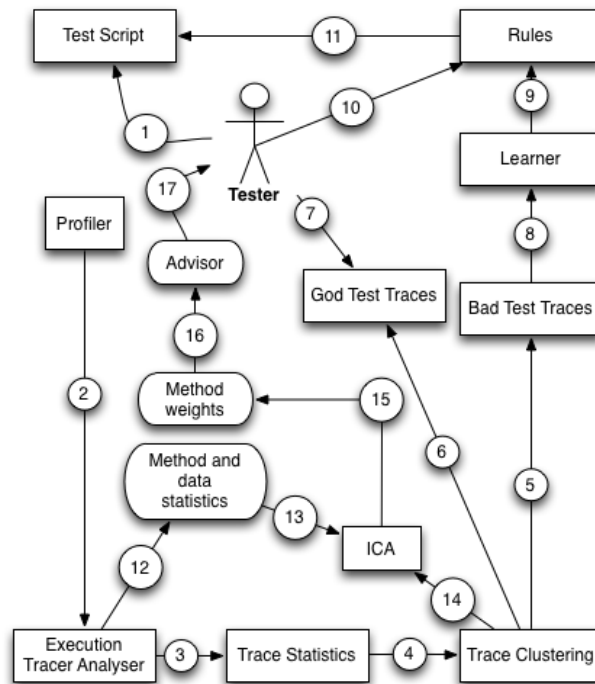 Test Script
11
Rules
1
10
9
Tester
17
7
Learner
Profiler
Advisor
8
God Test Traces
Bad Test Traces
16
2
Method
weights
15
Method and
data
statistics
6
5
13
ICA
12
14
Execution
Tracer Analyser
3
Trace Statistics
4
Trace Clustering